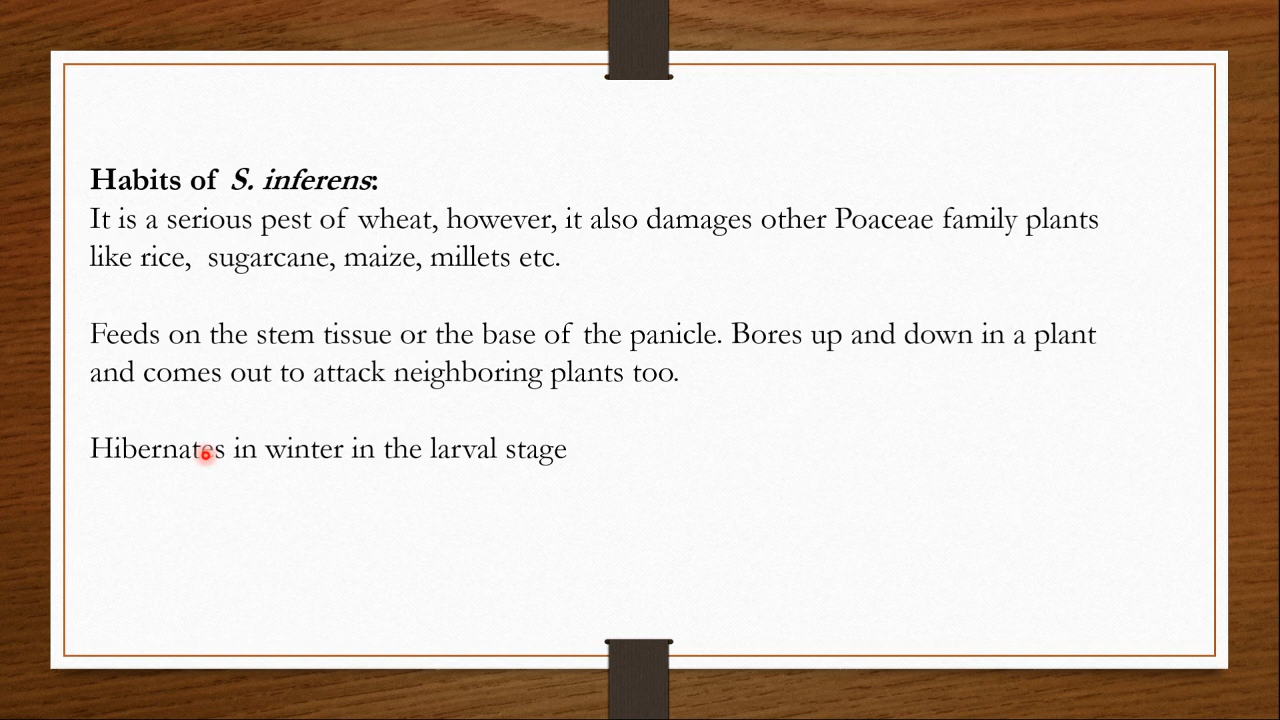 Habits of S. inferens:
It is a serious pest of wheat, however, it also damages other Poaceae family plants
like rice, sugarcane, maize, millets etc.
Feeds on the stem tissue or the base of the panicle. Bores up and down in a plant
and comes out to attack neighboring plants too.
Hibernates in winter in the larval stage